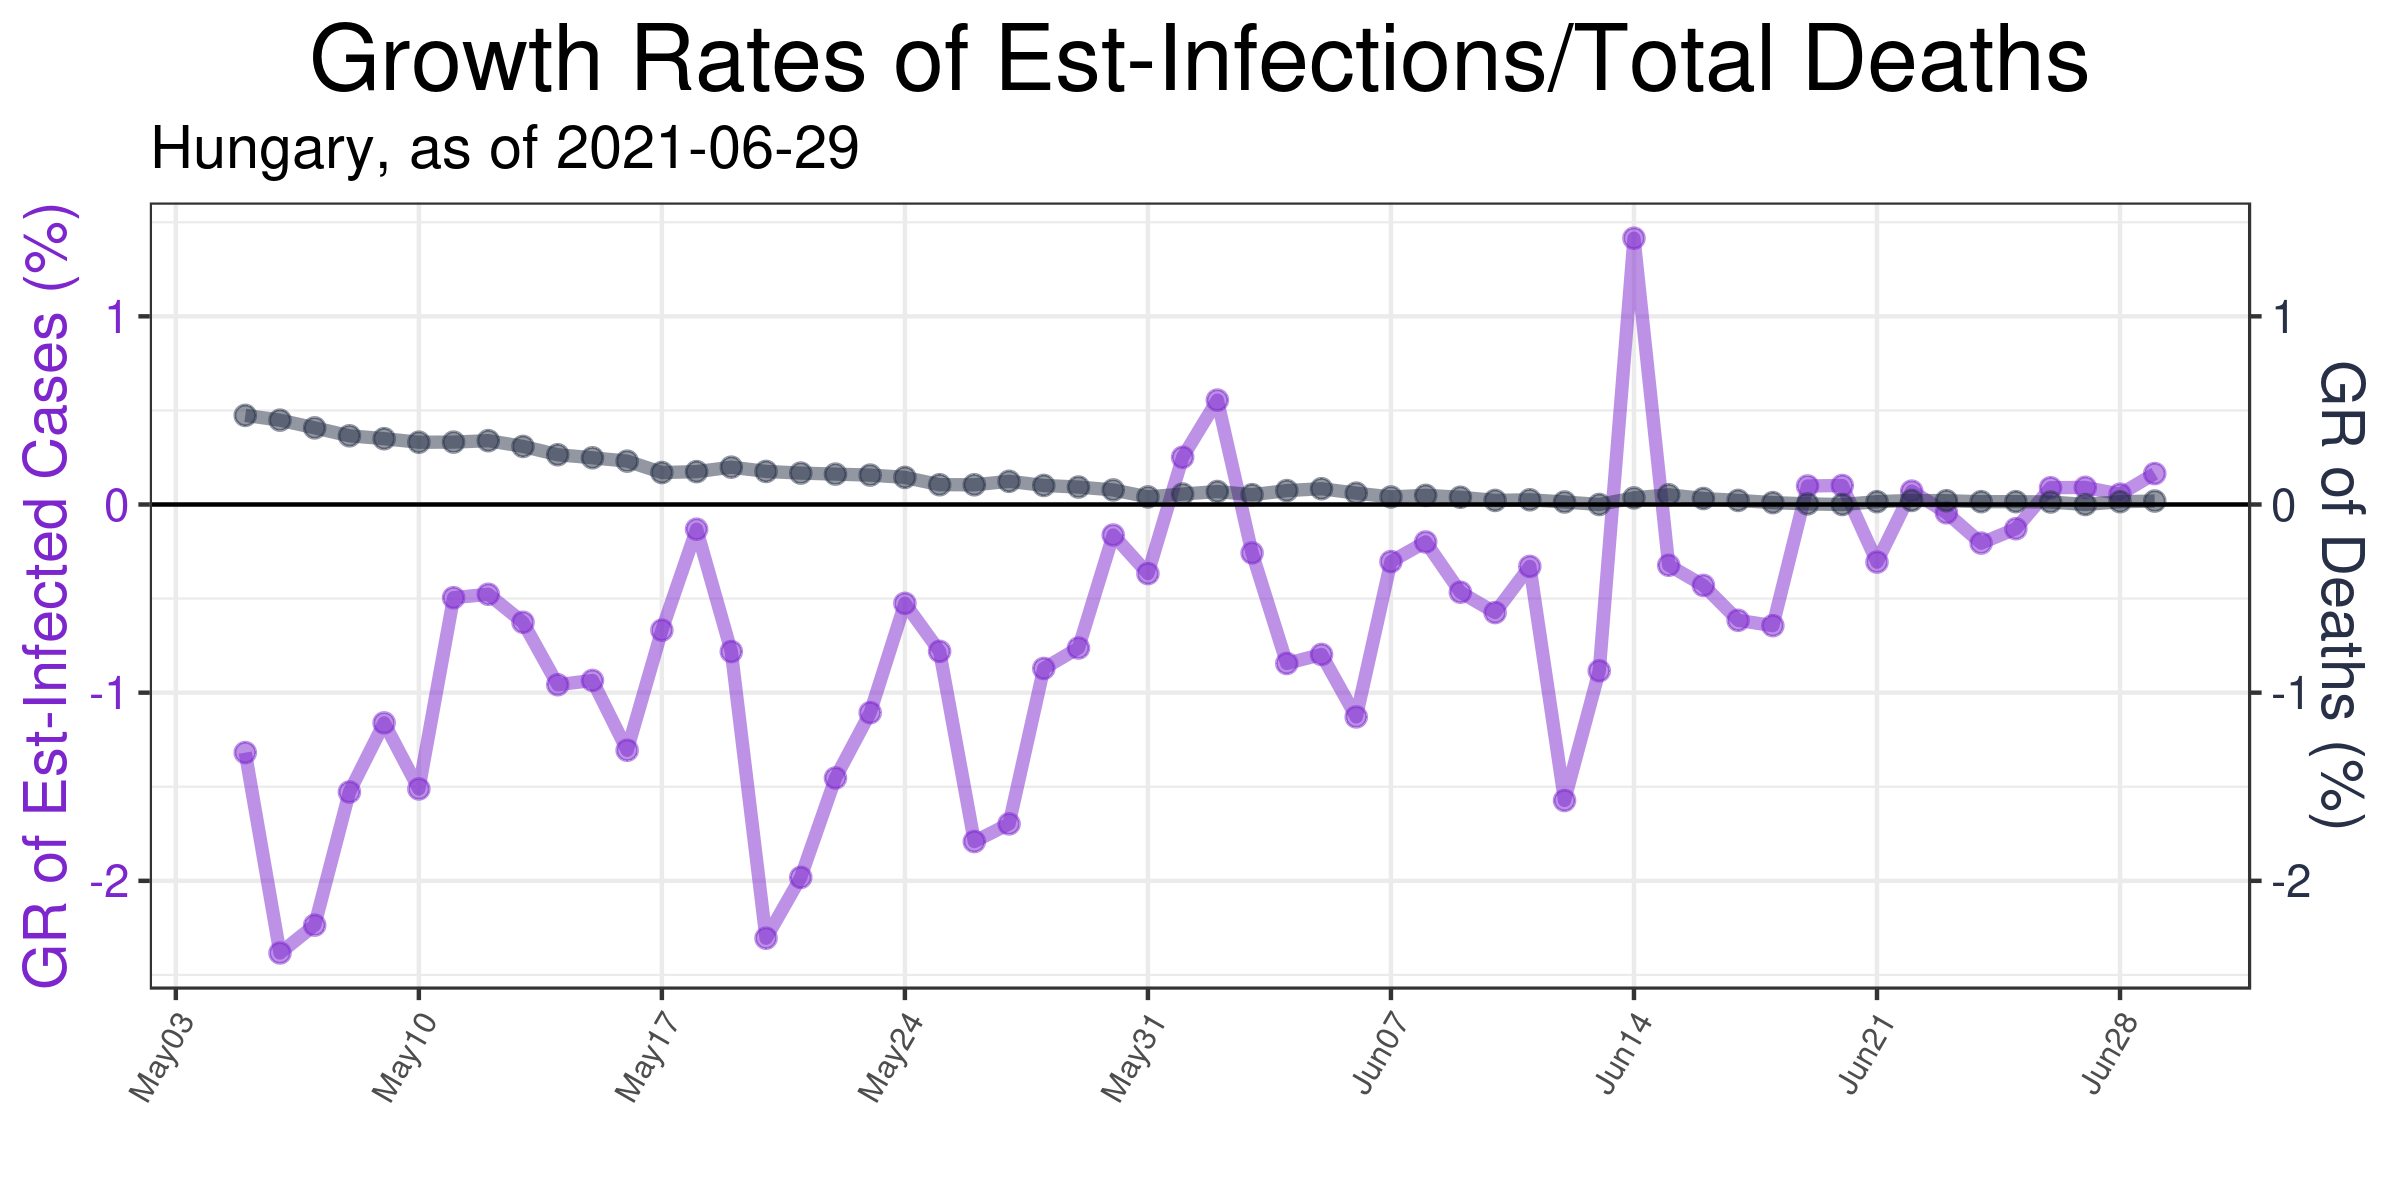 Growth Rates of Est-Infections/Total Deaths
Hungary, as of 2021-06-29
GR of Est-Infected Cases (%)
1
0
-1
-2
1
0
-1
-2
GR of Deaths (%)
May03
May10
May17
May24
May31
Jun07
Jun14
Jun21
Jun28